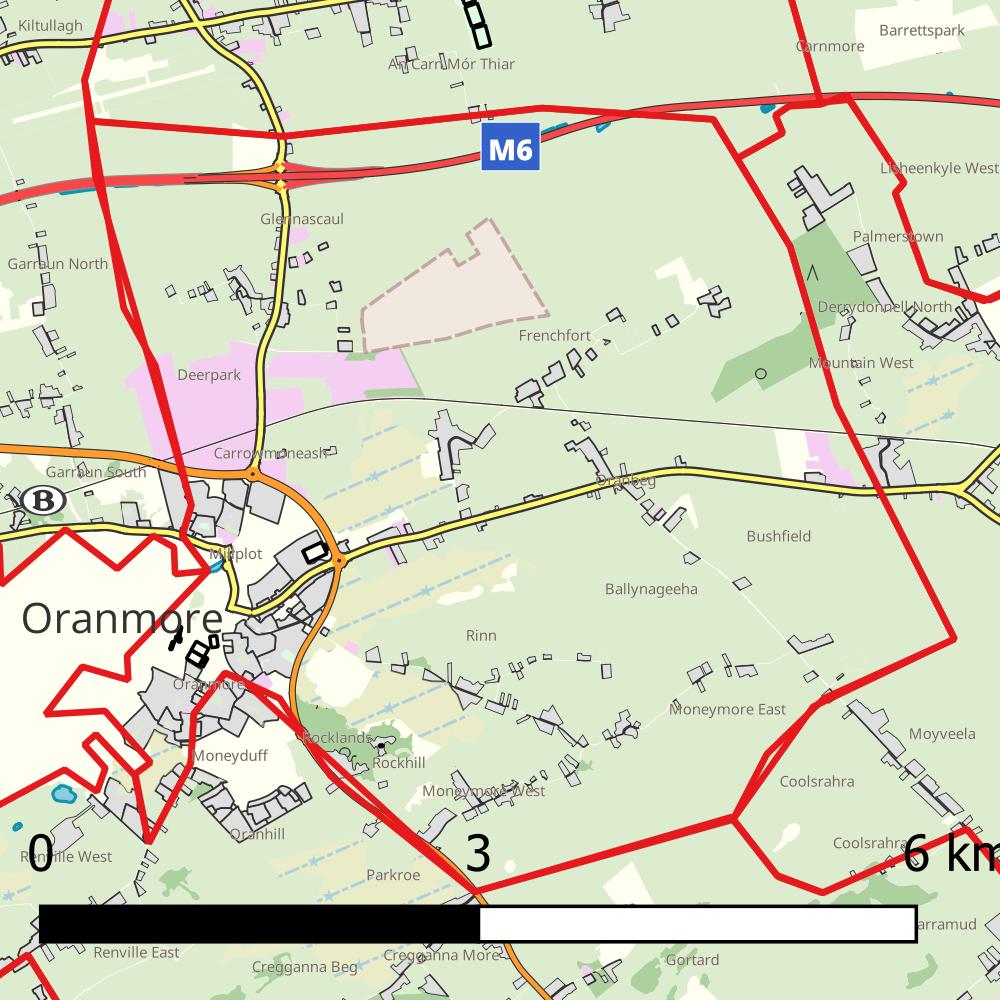 Kiltullagh
Barrettspark
Carnmore
An Carn Mór Thiar
M6
Lisheenkyle West
Glennascaul
Palmerstown
Garraun North
Derrydonnell North
Frenchfort
Mountain West
Deerpark
Carrowmoneash
Garraun South
Oranbeg
B
Bushfield
Millplot
Ballynageeha
Oranmore
Rinn
Oranmore
Moneymore East
Rocklands
Moyveela
Moneyduff
Rockhill
Coolsrahra
Moneymore West
Oranhill
Coolsrahra
0 3 6 km
Renville West
Parkroe
arramud
Renville East
Cregganna More
Cregganna Beg
Gortard